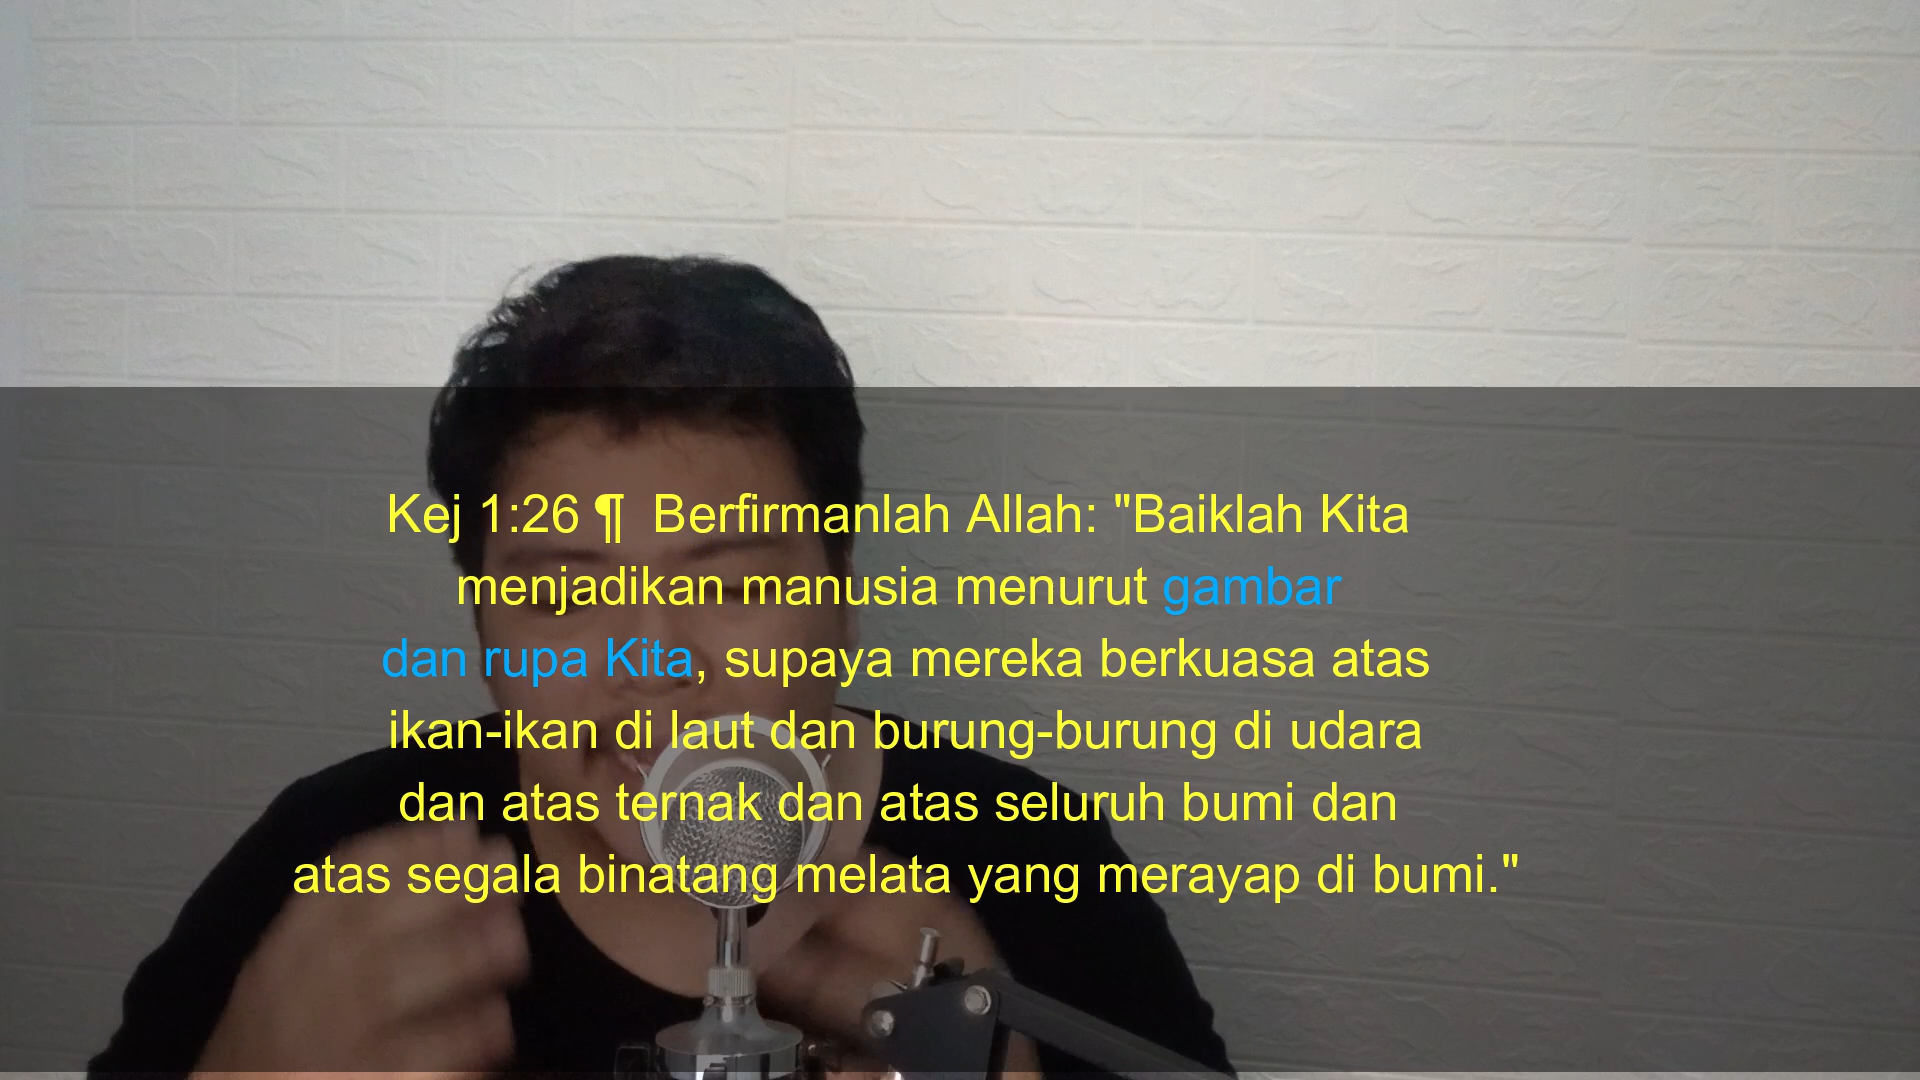 Kej 1:26 ¶ Berfirmanlah Allah: "Baiklah Kita
menjadikan manusia menurut gambar
dan rupa Kita, supaya mereka berkuasa atas
ikan-ikan di laut dan burung-burung di udara
dan atas ternak dan atas seluruh bumi dan
atas segala binatang melata yang merayap di bumi."